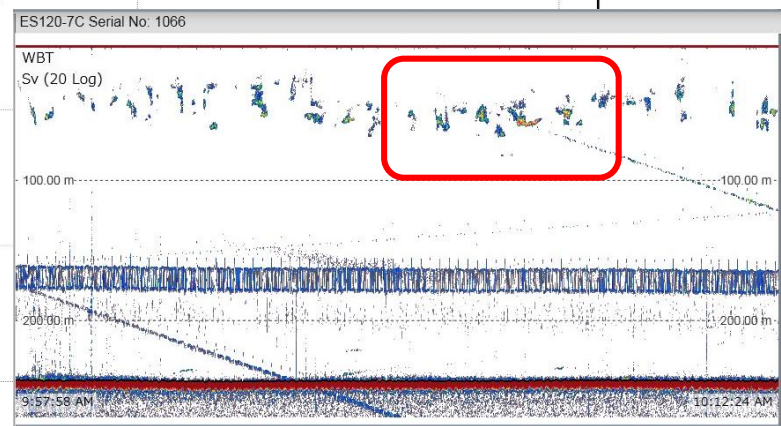 ES120-7C Serial No: 1066
WBT
Sv (20 Log)
100.00 m 100.00 m
200.00 m 200.00 m
9:57:58 AM 10:12:24 AM